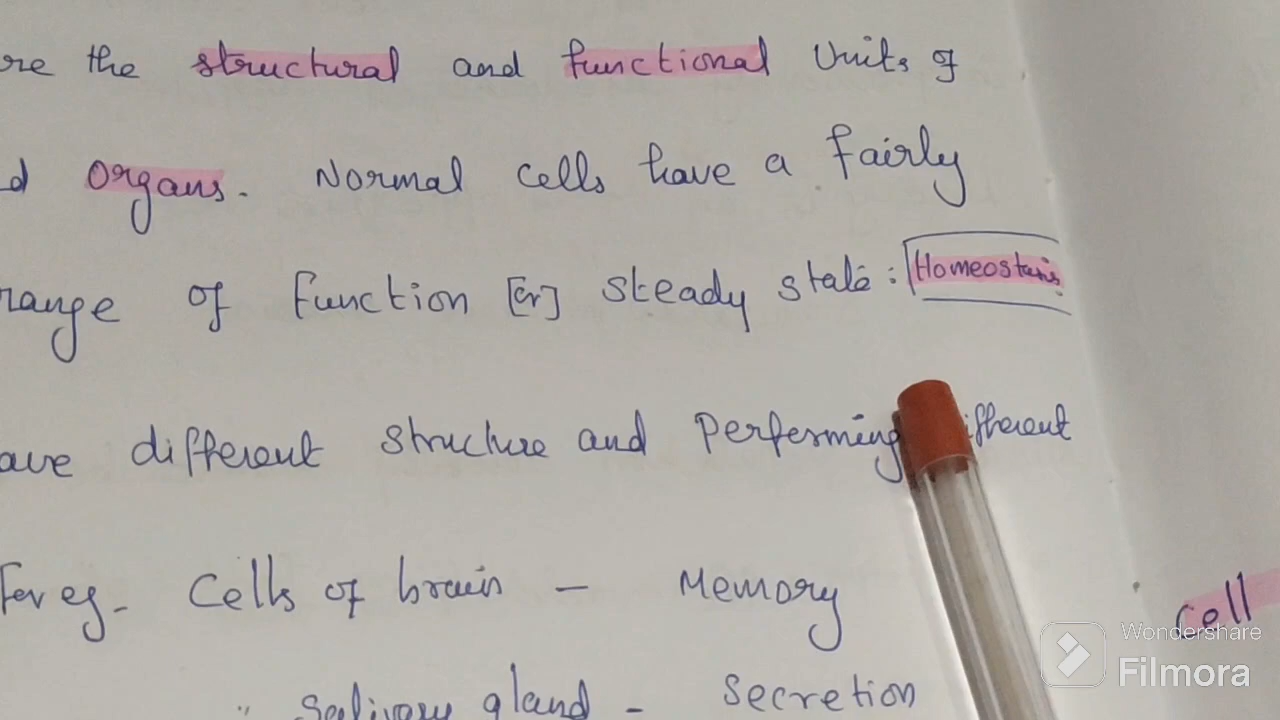 re the structural and functional Units of
d Organs. Normal cells have a fairly
range of function [or] steady state : Homeostasis
ave different structure and Performing ifferent
For eg- Cells of brain - Memory
" Salivary gland - Secretion
cell
Wondershare
Filmora